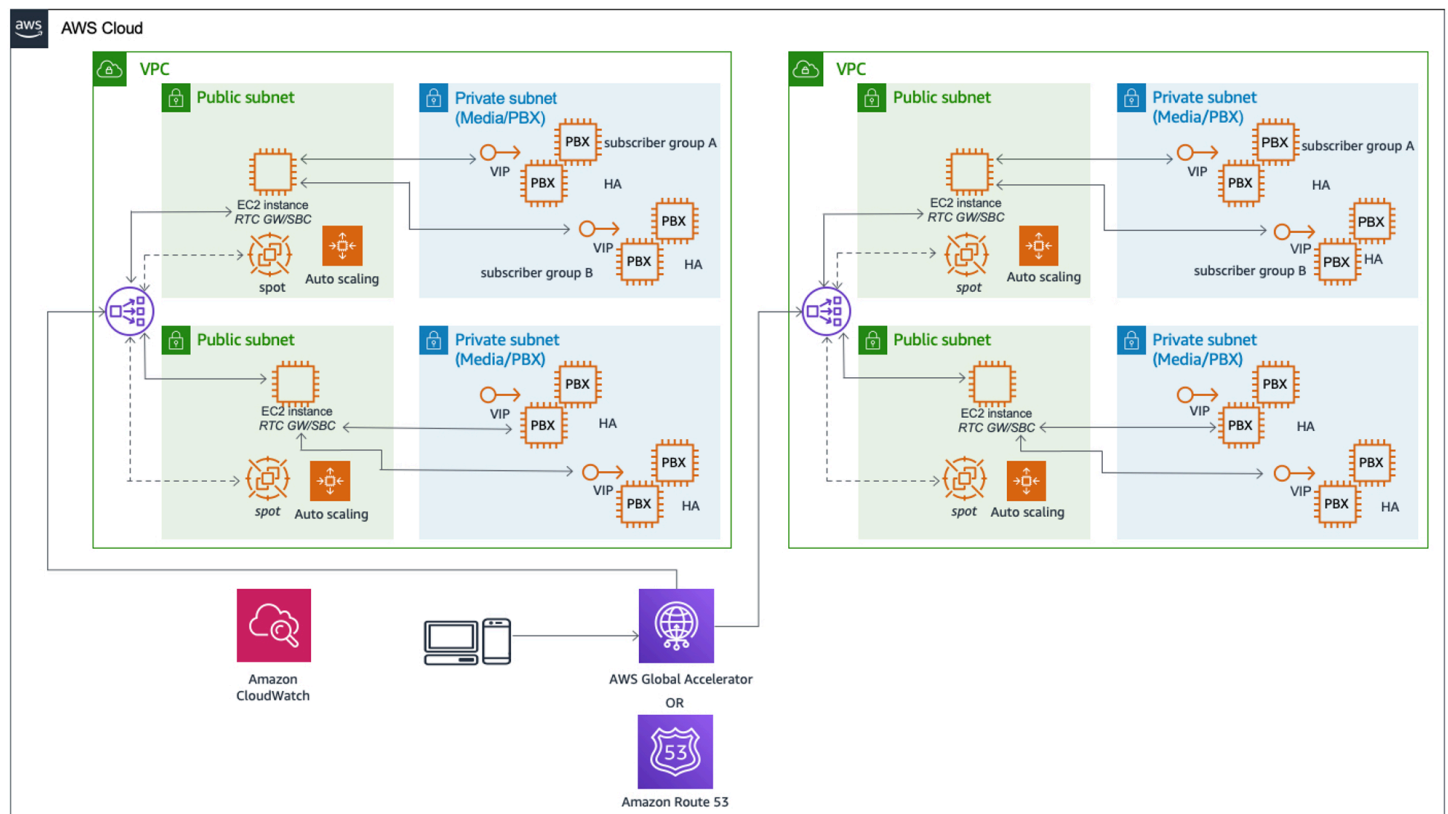 aws
AWS Cloud
VPC
Public subnet
EC2 instance
RTC GW/SBC
spot
Auto scaling
Private subnet
(Media/PBX)
VIP
PBX
PBX
subscriber group A
HA
VIP
PBX
PBX
subscriber group B
HA
Public subnet
EC2 instance
RTC GW/SBC
spot
Auto scaling
Private subnet
(Media/PBX)
VIP
PBX
PBX
HA
VIP
PBX
PBX
HA
VPC
Public subnet
EC2 instance
RTC GW/SBC
spot
Auto scaling
Private subnet
(Media/PBX)
VIP
PBX
PBX
subscriber group A
HA
VIP
PBX
PBX
subscriber group B
HA
Public subnet
EC2 instance
RTC GW/SBC
spot
Auto scaling
Private subnet
(Media/PBX)
VIP
PBX
PBX
HA
VIP
PBX
PBX
HA
Amazon
CloudWatch
AWS Global Accelerator
OR
53
Amazon Route 53